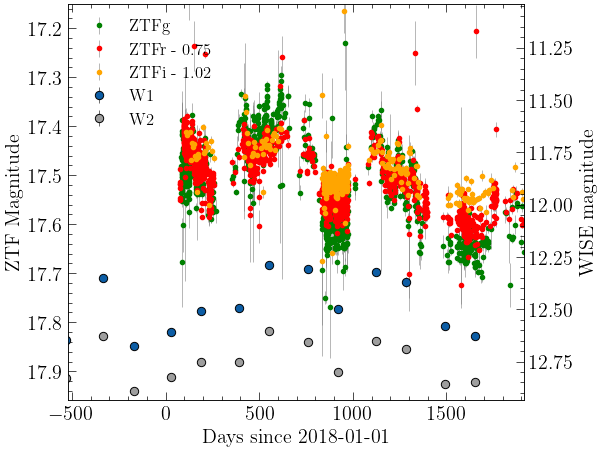 ZTFg
ZTFr - 0.75
ZTFi - 1.02
W1
W2
17.2
17.3
17.4
17.5
17.6
17.7
17.8
17.9
ZTF Magnitude
11.25
11.50
11.75
12.00
12.25
12.50
12.75
WISE magnitude
−500
0
500
1000
1500
Days since 2018-01-01